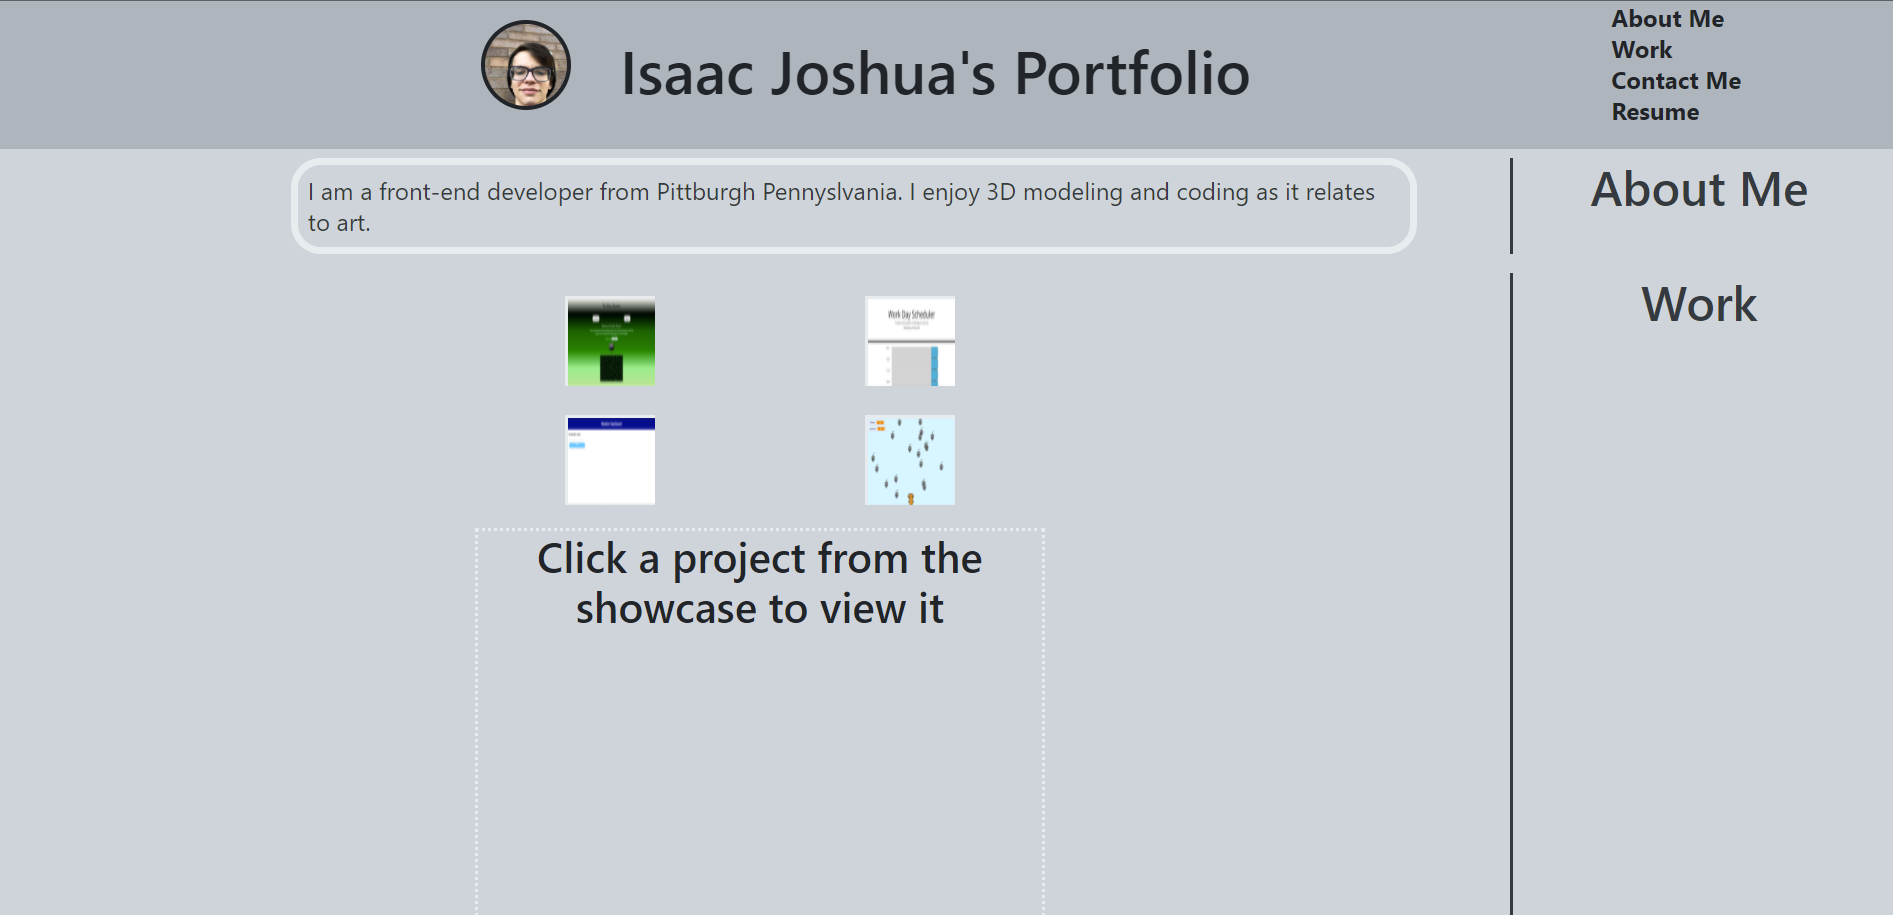 Isaac Joshua's Portfolio
About Me
Work
Contact Me
Resume
I am a front-end developer from Pittburgh Pennyslvania. I enjoy 3D modeling and coding as it relates
to art.
About Me
Work
Work Day Scheduler
Click a project from the
showcase to view it